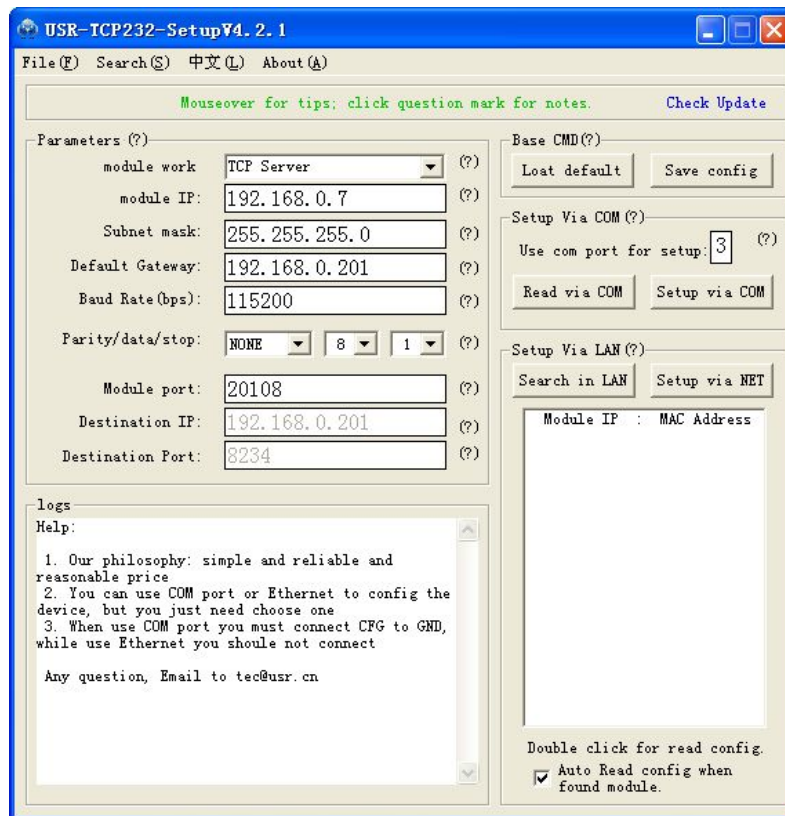 USR-TCP232-SetupV4.2.1
File(F) Search(S) 中文(L) About(A)
Mouseover for tips; click question mark for notes. Check Update
Parameters (?)
module work TCP Server (?)
module IP: 192.168.0.7 (?)
Subnet mask: 255.255.255.0 (?)
Default Gateway: 192.168.0.201 (?)
Baud Rate(bps): 115200 (?)
Parity/data/stop: NONE 8 1 (?)
Module port: 20108 (?)
Destination IP: 192.168.0.201 (?)
Destination Port: 8234 (?)
Base CMD(?)
Loat default Save config
Setup Via COM(?)
Use com port for setup: 3 (?)
Read via COM Setup via COM
Setup Via LAN(?)
Search in LAN Setup via NET
Module IP : MAC Address
Double click for read config.
Auto Read config when
found module.
logs
Help:
1. Our philosophy: simple and reliable and
reasonable price
2. You can use COM port or Ethernet to config the
device, but you just need choose one
3. When use COM port you must connect CFG to GND,
while use Ethernet you shoule not connect
Any question, Email to tec@usr.cn